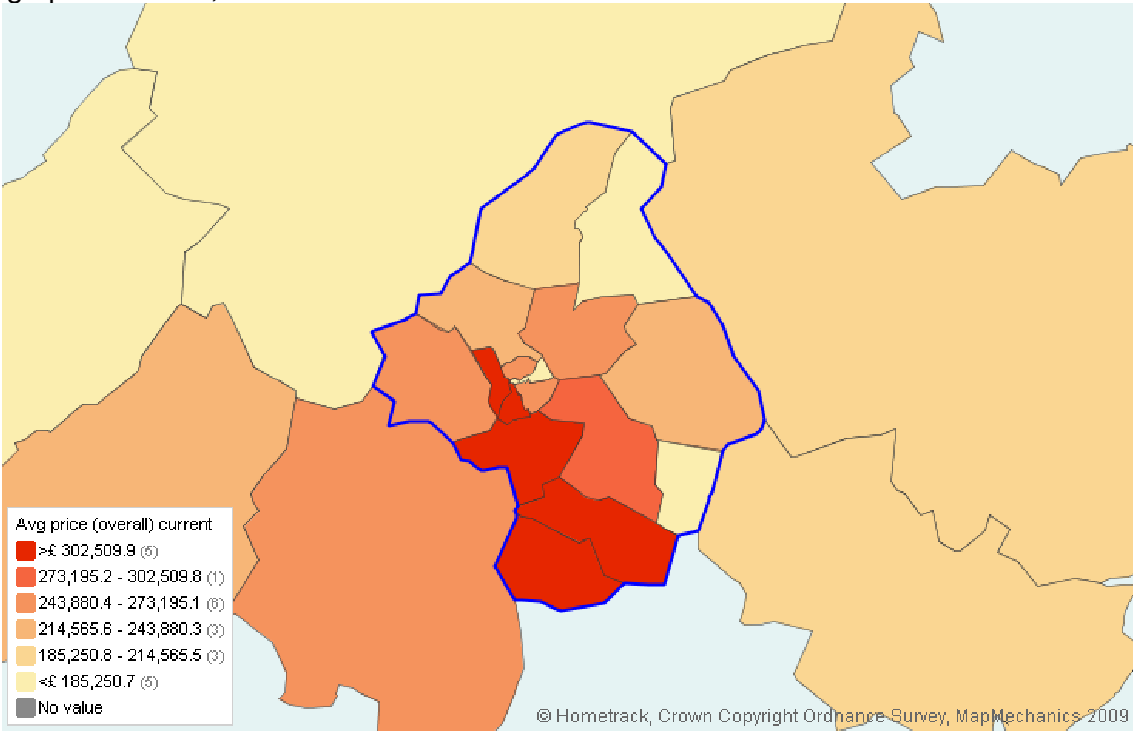 Avg price (overall) current
>£ 302,509.9 (5)
273,195.2 - 302,509.8 (1)
243,880.4 - 273,195.1 (6)
214,565.6 - 243,880.3 (3)
185,250.8 - 214,565.5 (3)
<£ 185,250.7 (5)
No value
© Hometrack, Crown Copyright Ordnance Survey, MapMechanics 2009